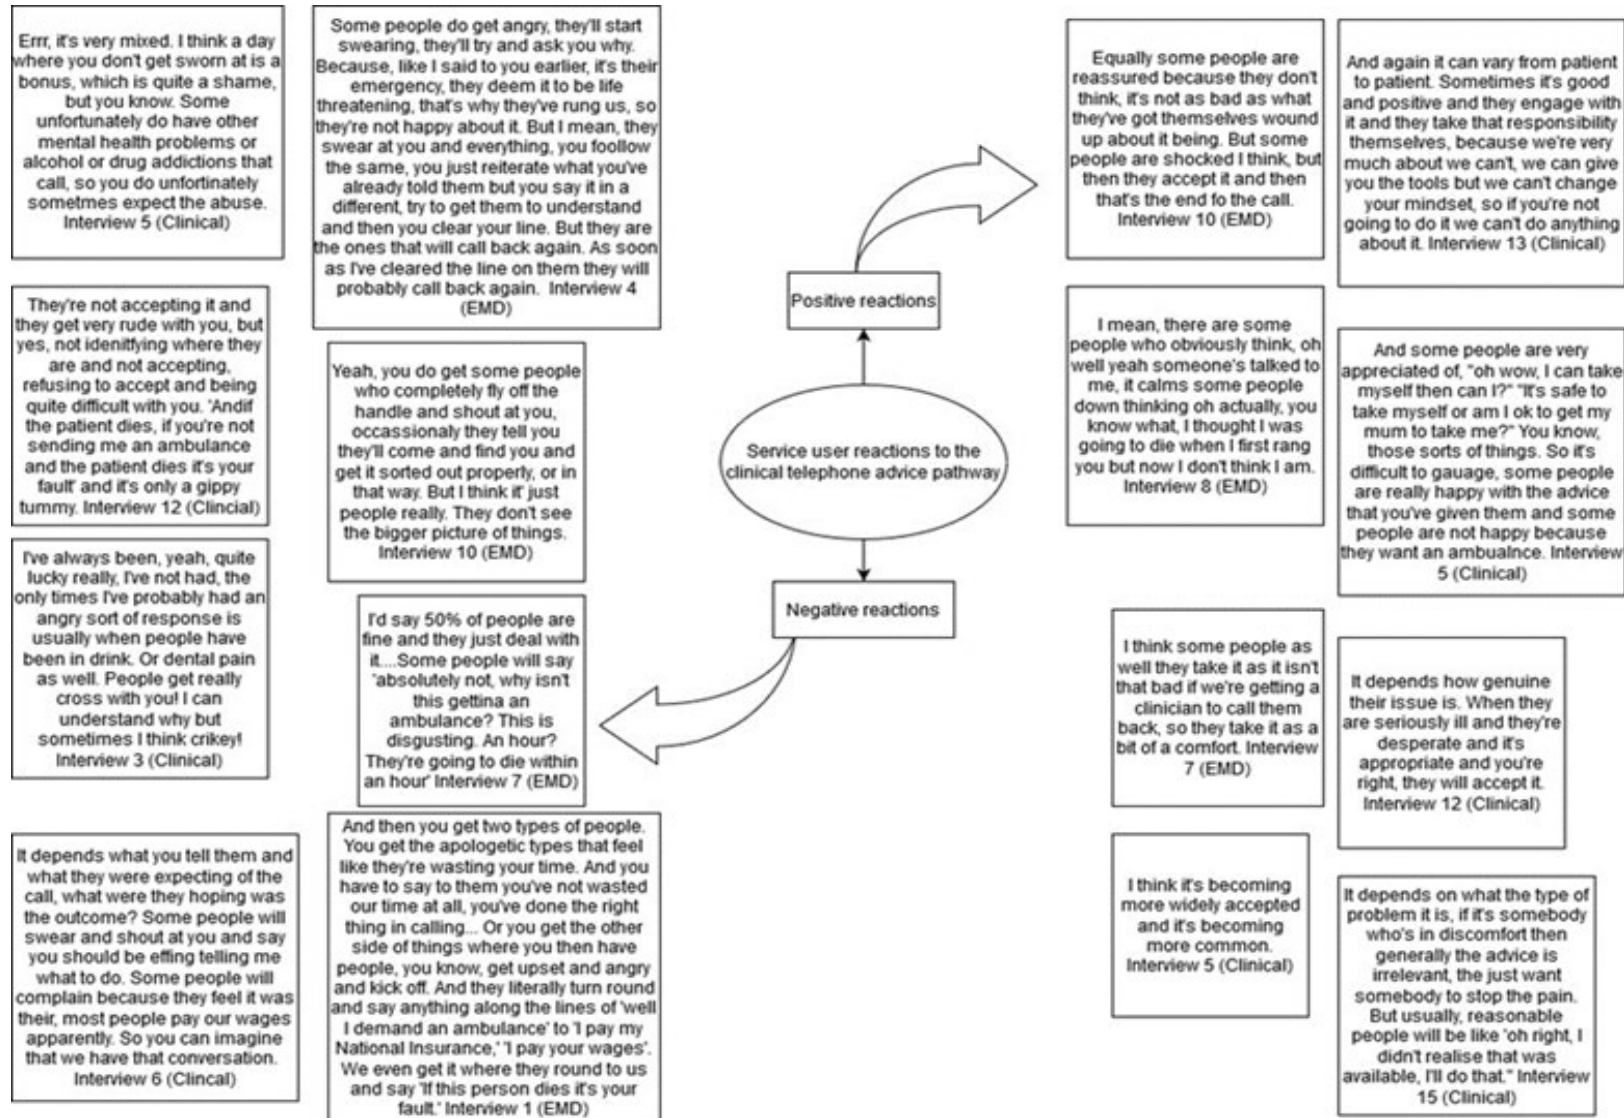 Errr, it's very mixed. I think a day
where you don't get sworn at is a
bonus, which is quite a shame,
but you know. Some
unfortunately do have other
mental health problems or
alcohol or drug addictions that
call, so you do unfortinately
sometmes expect the abuse.
Interview 5 (Clinical)
They're not accepting it and
they get very rude with you, but
yes, not idenitfying where they
are and not accepting,
refusing to accept and being
quite difficult with you. 'Andif
the patient dies, if you're not
sending me an ambulance
and the patient dies it's your
fault' and it's only a gippy
tummy. Interview 12 (Clincial)
I've always been, yeah, quite
lucky really, I've not had, the
only times I've probably had an
angry sort of response is
usually when people have
been in drink. Or dental pain
as well. People get really
cross with you! I can
understand why but
sometimes I think crikey!
Interview 3 (Clinical)
It depends what you tell them and
what they were expecting of the
call, what were they hoping was
the outcome? Some people will
swear and shout at you and say
you should be effing telling me
what to do. Some people will
complain because they feel it was
their, most people pay our wages
apparently. So you can imagine
that we have that conversation.
Interview 6 (Clincal)
Some people do get angry, they'll start
swearing, they'll try and ask you why.
Because, like I said to you earlier, it's their
emergency, they deem it to be life
threatening, that's why they've rung us, so
they're not happy about it. But I mean, they
swear at you and everything, you foollow
the same, you just reiterate what you've
already told them but you say it in a
different, try to get them to understand
and then you clear your line. But they are
the ones that will call back again. As soon
as I've cleared the line on them they will
probably call back again. Interview 4
(EMD)
Yeah, you do get some people
who completely fly off the
handle and shout at you,
occassionaly they tell you
they'll come and find you and
get it sorted out properly, or in
that way. But I think it' just
people really. They don't see
the bigger picture of things.
Interview 10 (EMD)
I'd say 50% of people are
fine and they just deal with
it....Some people will say
'absolutely not, why isn't
this gettina an
ambulance? This is
disgusting. An hour?
They're going to die within
an hour' Interview 7 (EMD)
And then you get two types of people.
You get the apologetic types that feel
like they're wasting your time. And you
have to say to them you've not wasted
our time at all, you've done the right
thing in calling... Or you get the other
side of things where you then have
people, you know, get upset and angry
and kick off. And they literally turn round
and say anything along the lines of 'well
I demand an ambulance' to 'I pay my
National Insurance,' 'I pay your wages'.
We even get it where they round to us
and say 'If this person dies it's your
fault.' Interview 1 (EMD)
Positive reactions
Service user reactions to the
clinical telephone advice pathway
Negative reactions
Equally some people are
reassured because they don't
think, it's not as bad as what
they've got themselves wound
up about it being. But some
people are shocked I think, but
then they accept it and then
that's the end fo the call.
Interview 10 (EMD)
I mean, there are some
people who obviously think, oh
well yeah someone's talked to
me, it calms some people
down thinking oh actually, you
know what, I thought I was
going to die when I first rang
you but now I don't think I am.
Interview 8 (EMD)
I think some people as
well they take it as it isn't
that bad if we're getting a
clinician to call them
back, so they take it as a
bit of a comfort. Interview
7 (EMD)
I think it's becoming
more widely accepted
and it's becoming
more common.
Interview 5 (Clinical)
And again it can vary from patient
to patient. Sometimes it's good
and positive and they engage with
it and they take that responsibility
themselves, because we're very
much about we can't, we can give
you the tools but we can't change
your mindset, so if you're not
going to do it we can't do anything
about it. Interview 13 (Clinical)
And some people are very
appreciated of, "oh wow, I can take
myself then can I?" "It's safe to
take myself or am I ok to get my
mum to take me?" You know,
those sorts of things. So it's
difficult to gauage, some people
are really happy with the advice
that you've given them and some
people are not happy because
they want an ambualnce. Interview
5 (Clinical)
It depends how genuine
their issue is. When they
are seriously ill and they're
desperate and it's
appropriate and you're
right, they will accept it.
Interview 12 (Clinical)
It depends on what the type of
problem it is, if it's somebody
who's in discomfort then
generally the advice is
irrelevant, the just want
somebody to stop the pain.
But usually, reasonable
people will be like 'oh right, I
didn't realise that was
available, I'll do that." Interview
15 (Clinical)